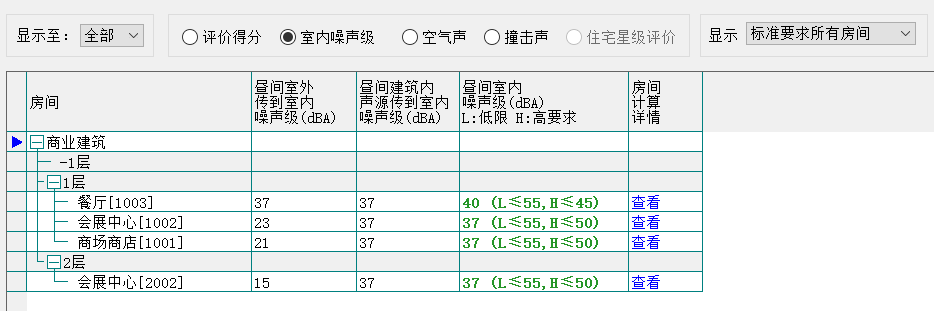 显示至： 全部
评价得分 室内噪声级 空气声 撞击声 住宅星级评价
显示 标准要求所有房间
房间
昼间室外
传到室内
噪声级(dBA)
昼间建筑内
声源传到室内
噪声级(dBA)
昼间室内
噪声级(dBA)
L:低限 H:高要求
房间
计算
详情
商业建筑
-1层
1层
餐厅[1003] 37 37 40 (L≤55,H≤45) 查看
会展中心[1002] 23 37 37 (L≤55,H≤50) 查看
商场商店[1001] 21 37 37 (L≤55,H≤50) 查看
2层
会展中心[2002] 15 37 37 (L≤55,H≤50) 查看